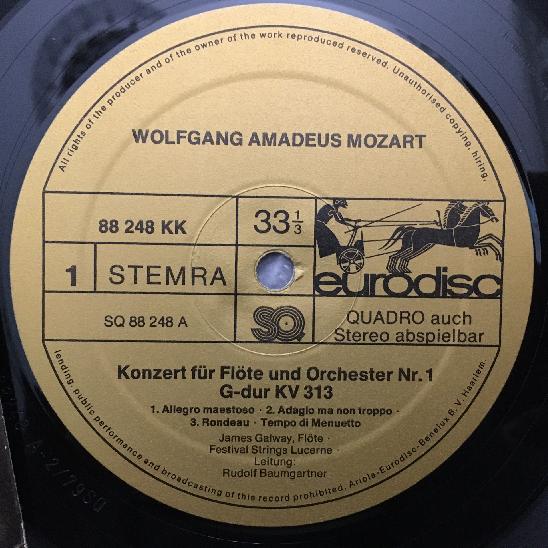 All rights of the producer and of the owner of the work reproduced reserved. Unauthorised copying, hiring,
WOLFGANG AMADEUS MOZART
88 248 KK
33 1/3
1
STEMRA
eurodisc
SQ 88 248 A
SQ
QUADRO auch
Stereo abspielbar
Konzert für Flöte und Orchester Nr. 1
G-dur KV 313
1. Allegro maestoso · 2. Adagio ma non troppo ·
3. Rondeau · Tempo di Menuetto
James Galway, Flöte ·
Festival Strings Lucerne ·
Leitung:
Rudolf Baumgartner
lending, public performance and broadcasting of this record prohibited. Ariola-Eurodisc-Benelux B.V. Haarlem.